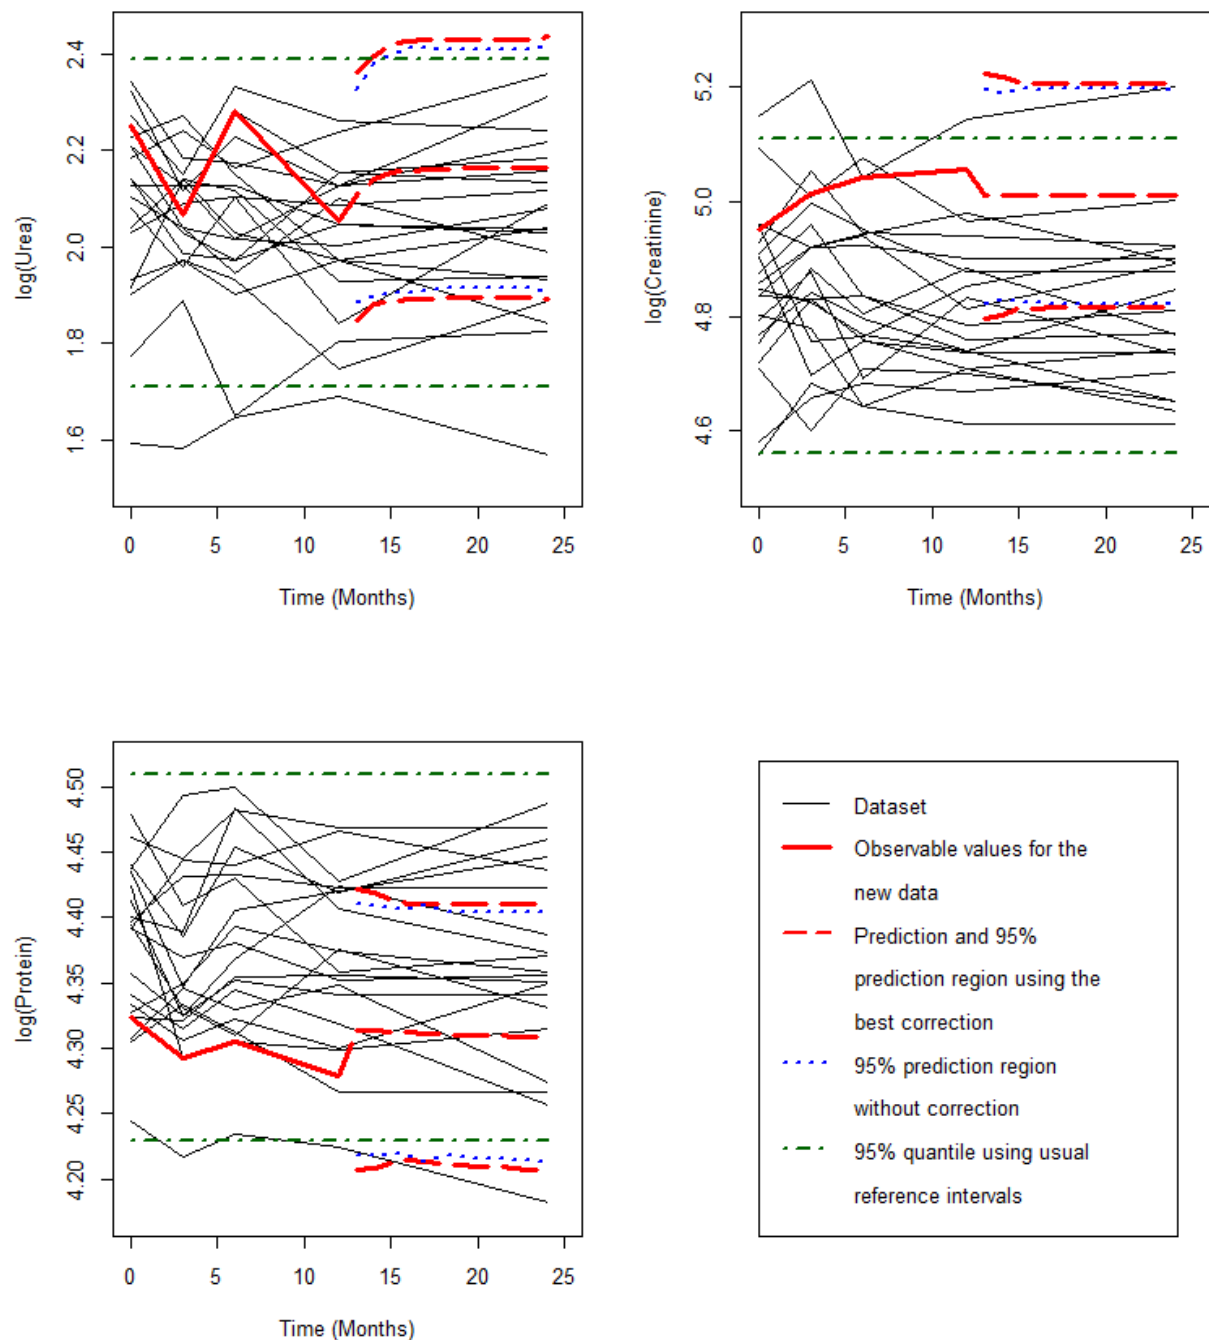 2.4
2.2
2.0
1.8
1.6
log(Urea)
0 5 10 15 20 25
Time (Months)
5.2
5.0
4.8
4.6
log(Creatinine)
0 5 10 15 20 25
Time (Months)
4.50
4.45
4.40
4.35
4.30
4.25
4.20
log(Protein)
0 5 10 15 20 25
Time (Months)
Dataset
Observable values for the
new data
Prediction and 95%
prediction region using the
best correction
95% prediction region
without correction
95% quantile using usual
reference intervals